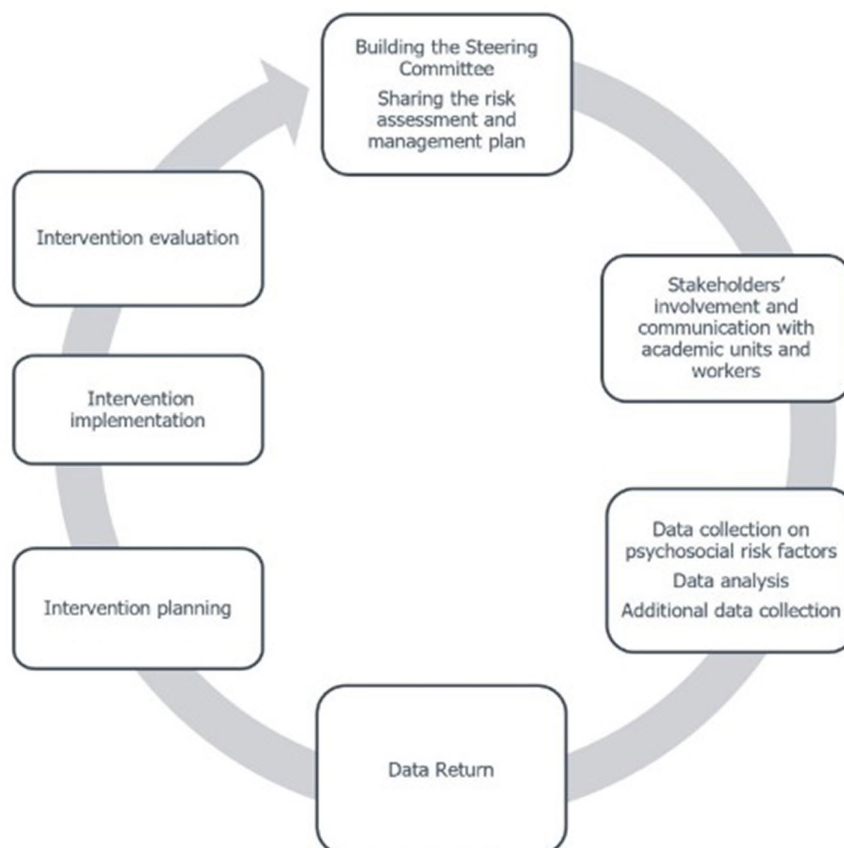 Building the Steering
Committee
Sharing the risk
assessment and
management plan
Stakeholders'
involvement and
communication with
academic units and
workers
Data collection on
psychosocial risk factors
Data analysis
Additional data collection
Data Return
Intervention planning
Intervention
implementation
Intervention evaluation